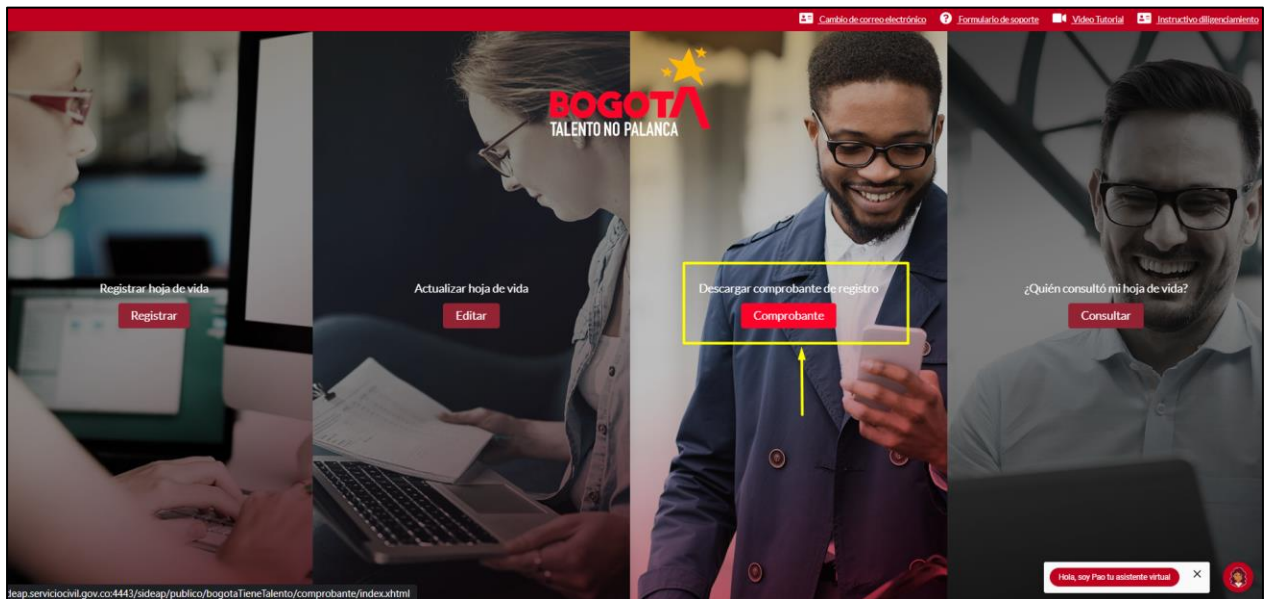 Cambio de correo electrónico
Formulario de soporte
Video Tutorial
Instructivo diligenciamiento
BOGOTÁ
TALENTO NO PALANCA
Registrar hoja de vida
Registrar
Actualizar hoja de vida
Editar
Descargar comprobante de registro
Comprobante
¿Quién consultó mi hoja de vida?
Consultar
Hola, soy Pao tu asistente virtual
deap.serviciocivil.gov.co:4443/sideap/publico/bogotaTieneTalento/comprobante/index.xhtml